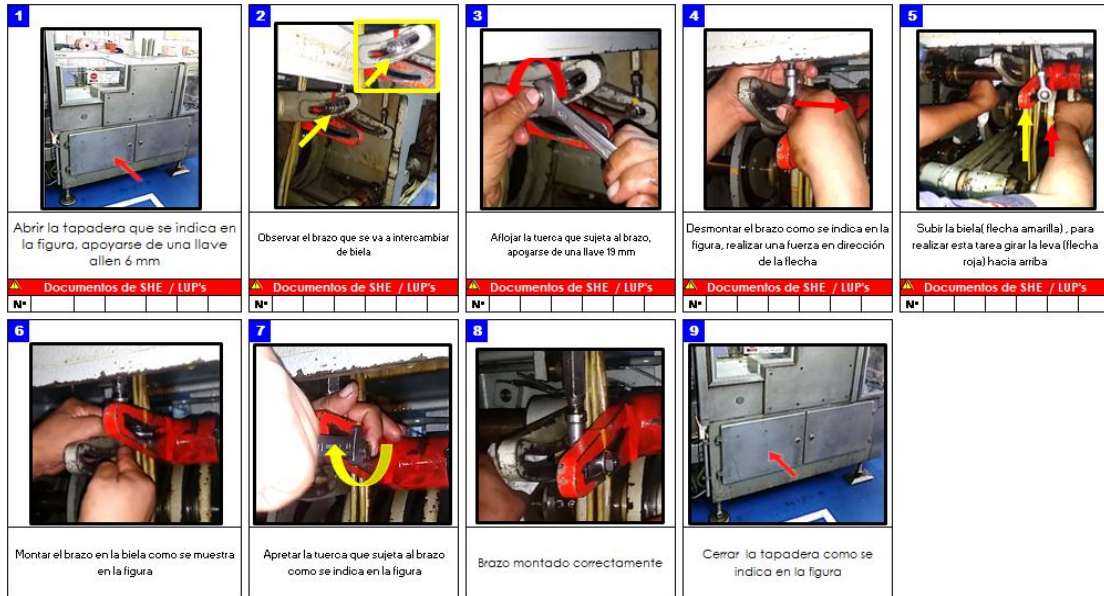 1
2
3
4
5
Abrir la tapadera que se indica en
la figura, apoyarse de una llave
allen 6 mm
Observar el brazo que se va a intercambiar
de biela
Aflojar la tuerca que sujeta al brazo,
apoyarse de una llave 19 mm
Desmontar el brazo como se indica en la
figura, realizar una fuerza en dirección
de la flecha
Subir la biela( flecha amarilla) , para
realizar esta tarea girar la leva (flecha
roja) hacia arriba
Documentos de SHE / LUP's
Documentos de SHE / LUP's
Documentos de SHE / LUP's
Documentos de SHE / LUP's
Documentos de SHE / LUP's
N°
N°
N°
N°
N°
6
7
8
9
Montar el brazo en la biela como se muestra
en la figura
Apretar la tuerca que sujeta al brazo
como se indica en la figura
Brazo montado correctamente
Cerrar la tapadera como se
indica en la figura